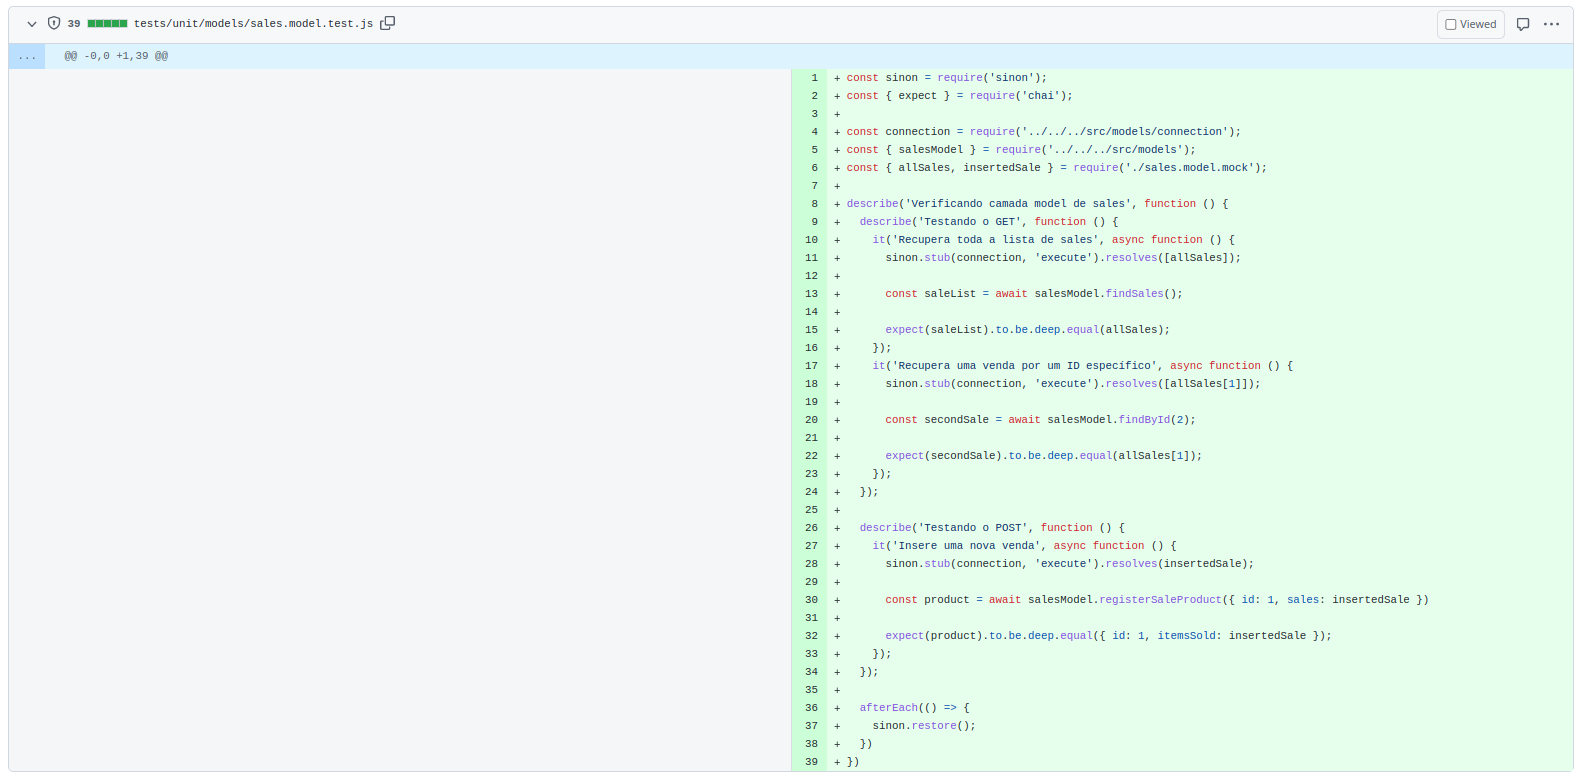 39 tests/unit/models/sales.model.test.js Viewed
... @@ -0,0 +1,39 @@
1 + const sinon = require('sinon');
2 + const { expect } = require('chai');
3 +
4 + const connection = require('../../../src/models/connection');
5 + const { salesModel } = require('../../../src/models');
6 + const { allSales, insertedSale } = require('./sales.model.mock');
7 +
8 + describe('Verificando camada model de sales', function () {
9 +   describe('Testando o GET', function () {
10 +     it('Recupera toda a lista de sales', async function () {
11 +       sinon.stub(connection, 'execute').resolves([allSales]);
12 +
13 +       const saleList = await salesModel.findSales();
14 +
15 +       expect(saleList).to.be.deep.equal(allSales);
16 +     });
17 +     it('Recupera uma venda por um ID específico', async function () {
18 +       sinon.stub(connection, 'execute').resolves([allSales[1]]);
19 +
20 +       const secondSale = await salesModel.findById(2);
21 +
22 +       expect(secondSale).to.be.deep.equal(allSales[1]);
23 +     });
24 +   });
25 +
26 +   describe('Testando o POST', function () {
27 +     it('Insere uma nova venda', async function () {
28 +       sinon.stub(connection, 'execute').resolves(insertedSale);
29 +
30 +       const product = await salesModel.registerSaleProduct({ id: 1, sales: insertedSale })
31 +
32 +       expect(product).to.be.deep.equal({ id: 1, itemsSold: insertedSale });
33 +     });
34 +   });
35 +
36 +   afterEach(() => {
37 +     sinon.restore();
38 +   })
39 + })